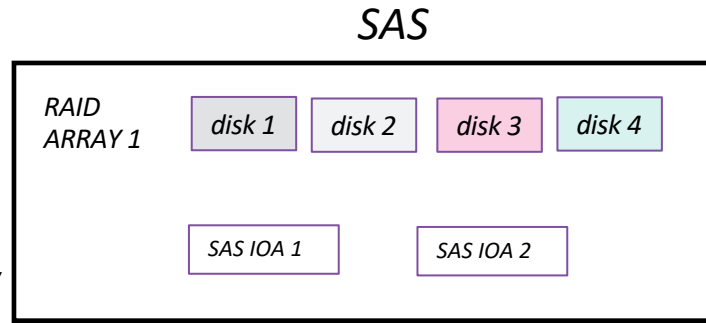 SAS
RAID
ARRAY 1
disk 1
disk 2
disk 3
disk 4
SAS IOA 1
SAS IOA 2